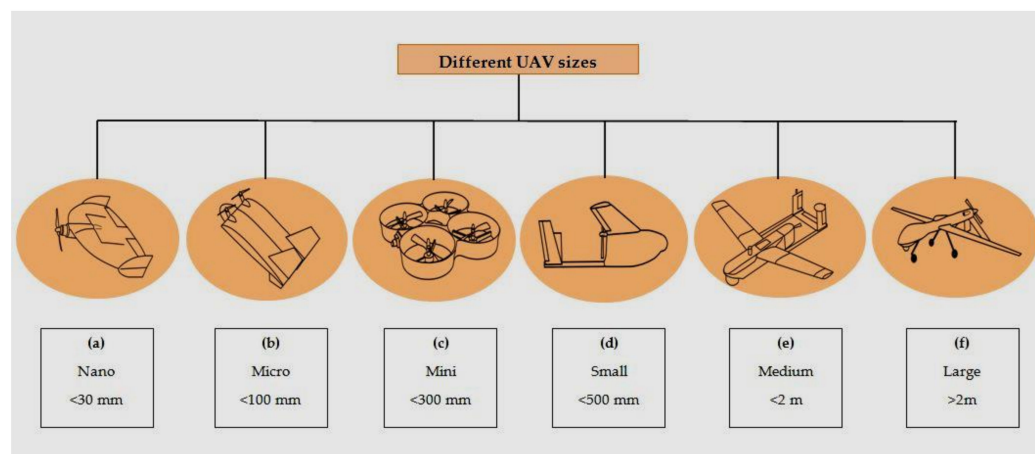 Different UAV sizes
(a)
Nano
<30 mm
(b)
Micro
<100 mm
(c)
Mini
<300 mm
(d)
Small
<500 mm
(e)
Medium
<2 m
(f)
Large
>2m